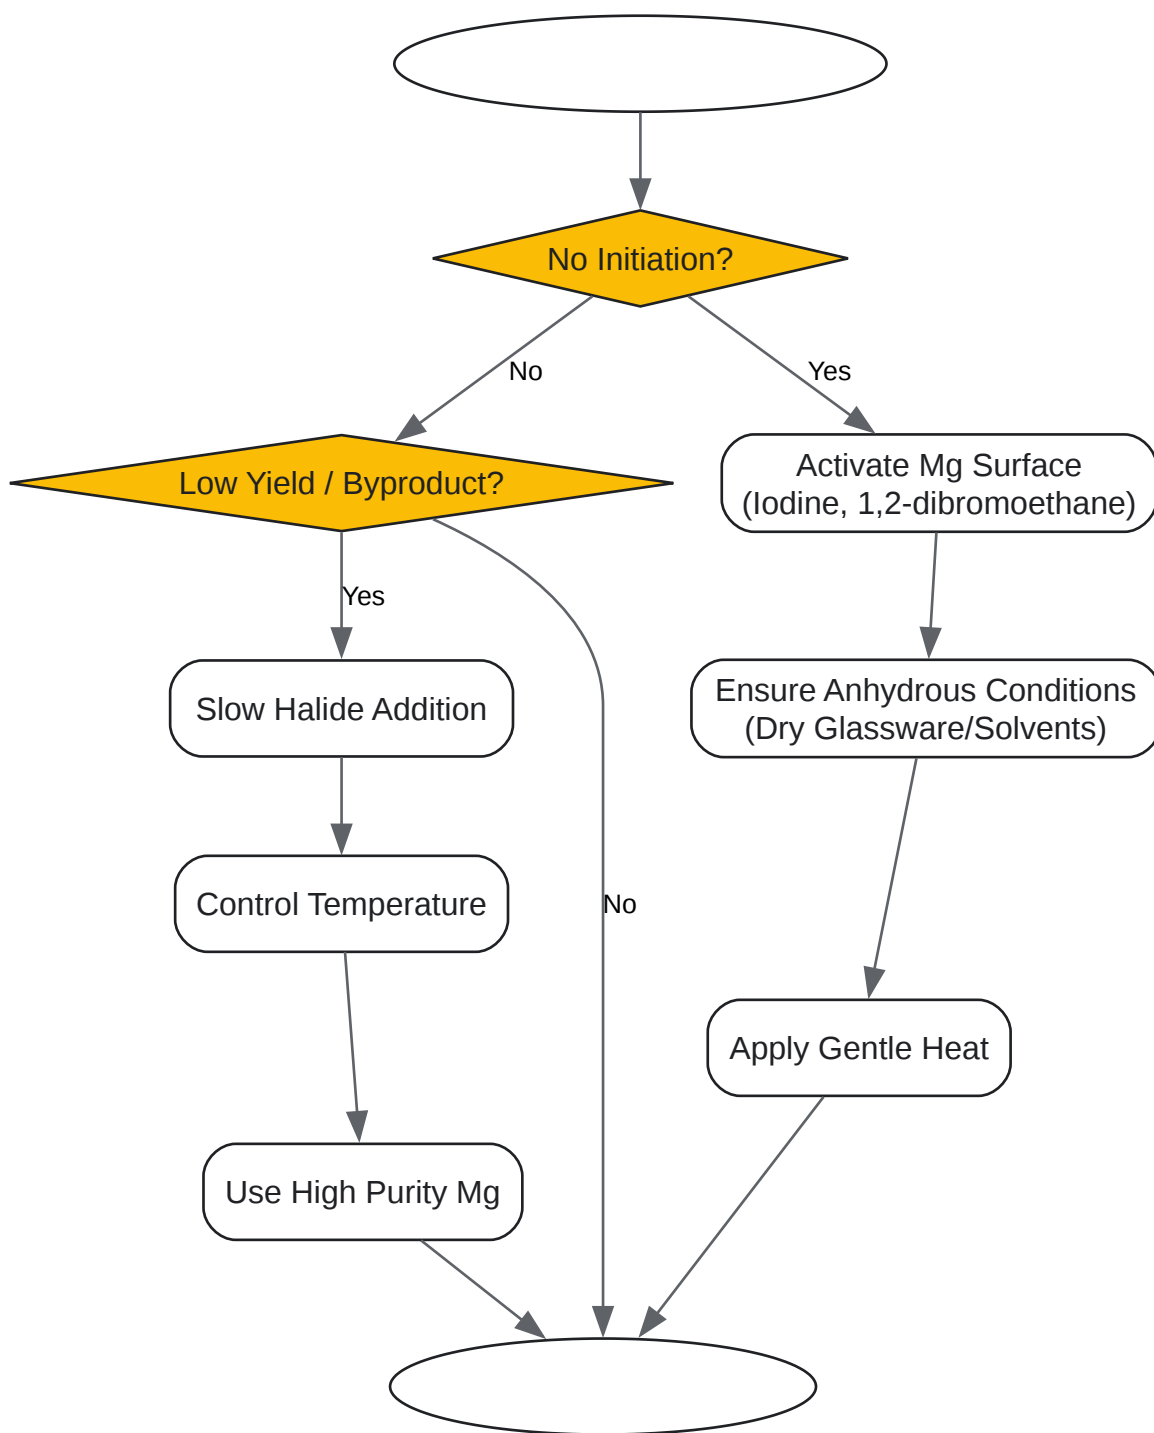 No Initiation?
No
Yes
Low Yield / Byproduct?
Activate Mg Surface
(Iodine, 1,2-dibromoethane)
Yes
Slow Halide Addition
Ensure Anhydrous Conditions
(Dry Glassware/Solvents)
Control Temperature
No
Apply Gentle Heat
Use High Purity Mg